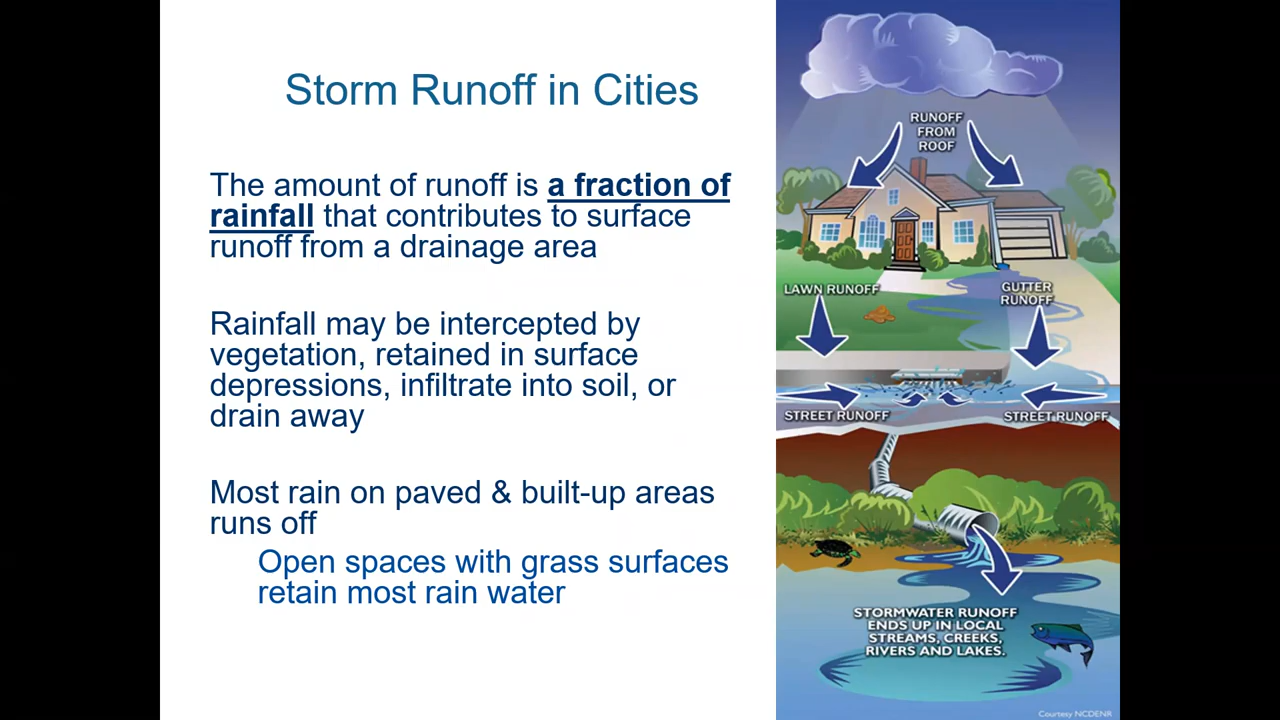 Storm Runoff in Cities
The amount of runoff is a fraction of
rainfall that contributes to surface
runoff from a drainage area
Rainfall may be intercepted by
vegetation, retained in surface
depressions, infiltrate into soil, or
drain away
Most rain on paved & built-up areas
runs off
Open spaces with grass surfaces
retain most rain water
RUNOFF
FROM
ROOF
LAWN RUNOFF
GUTTER
RUNOFF
STREET RUNOFF
STREET RUNOFF
STORMWATER RUNOFF
ENDS UP IN LOCAL
STREAMS, CREEKS,
RIVERS AND LAKES.
Courtesy NCDENR